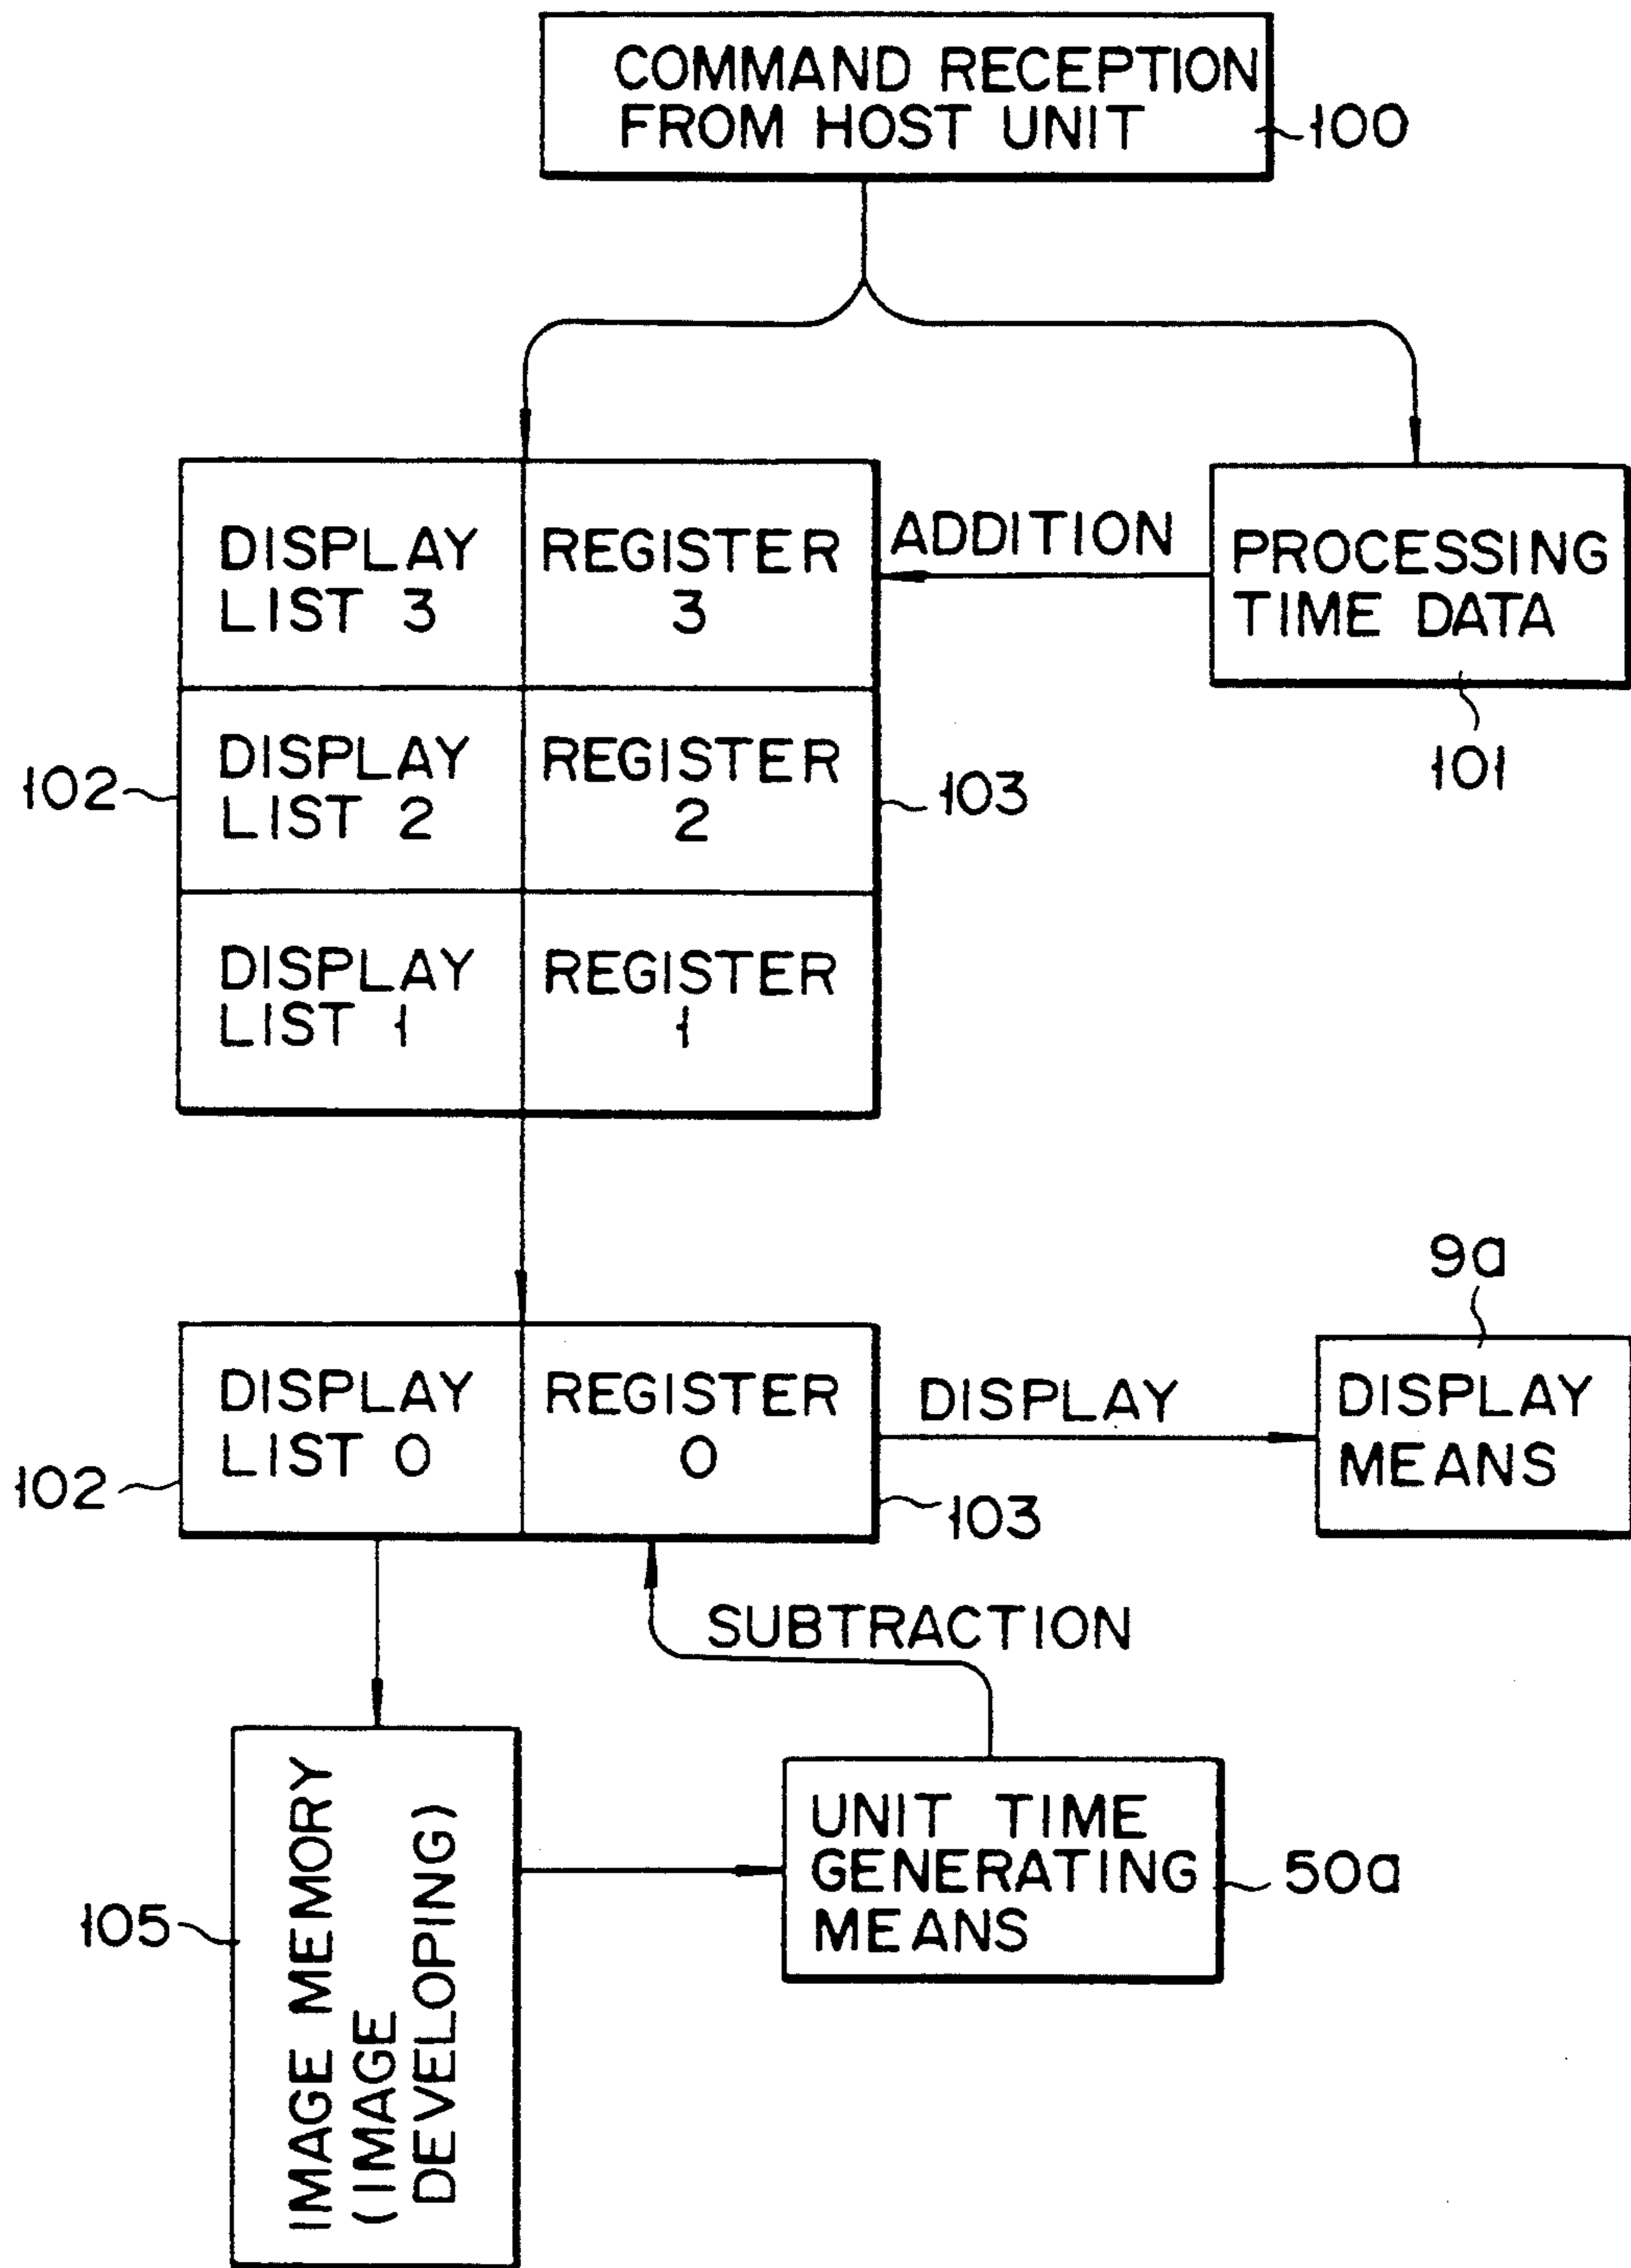 COMMAND RECEPTION
FROM HOST UNIT
100
DISPLAY
LIST 3
REGISTER
3
ADDITION
PROCESSING
TIME DATA
101
102
DISPLAY
LIST 2
REGISTER
2
103
DISPLAY
LIST 1
REGISTER
1
9a
DISPLAY
LIST 0
REGISTER
0
DISPLAY
DISPLAY
MEANS
102
103
SUBTRACTION
105
IMAGE MEMORY
(IMAGE
DEVELOPING)
UNIT TIME
GENERATING
MEANS
50a